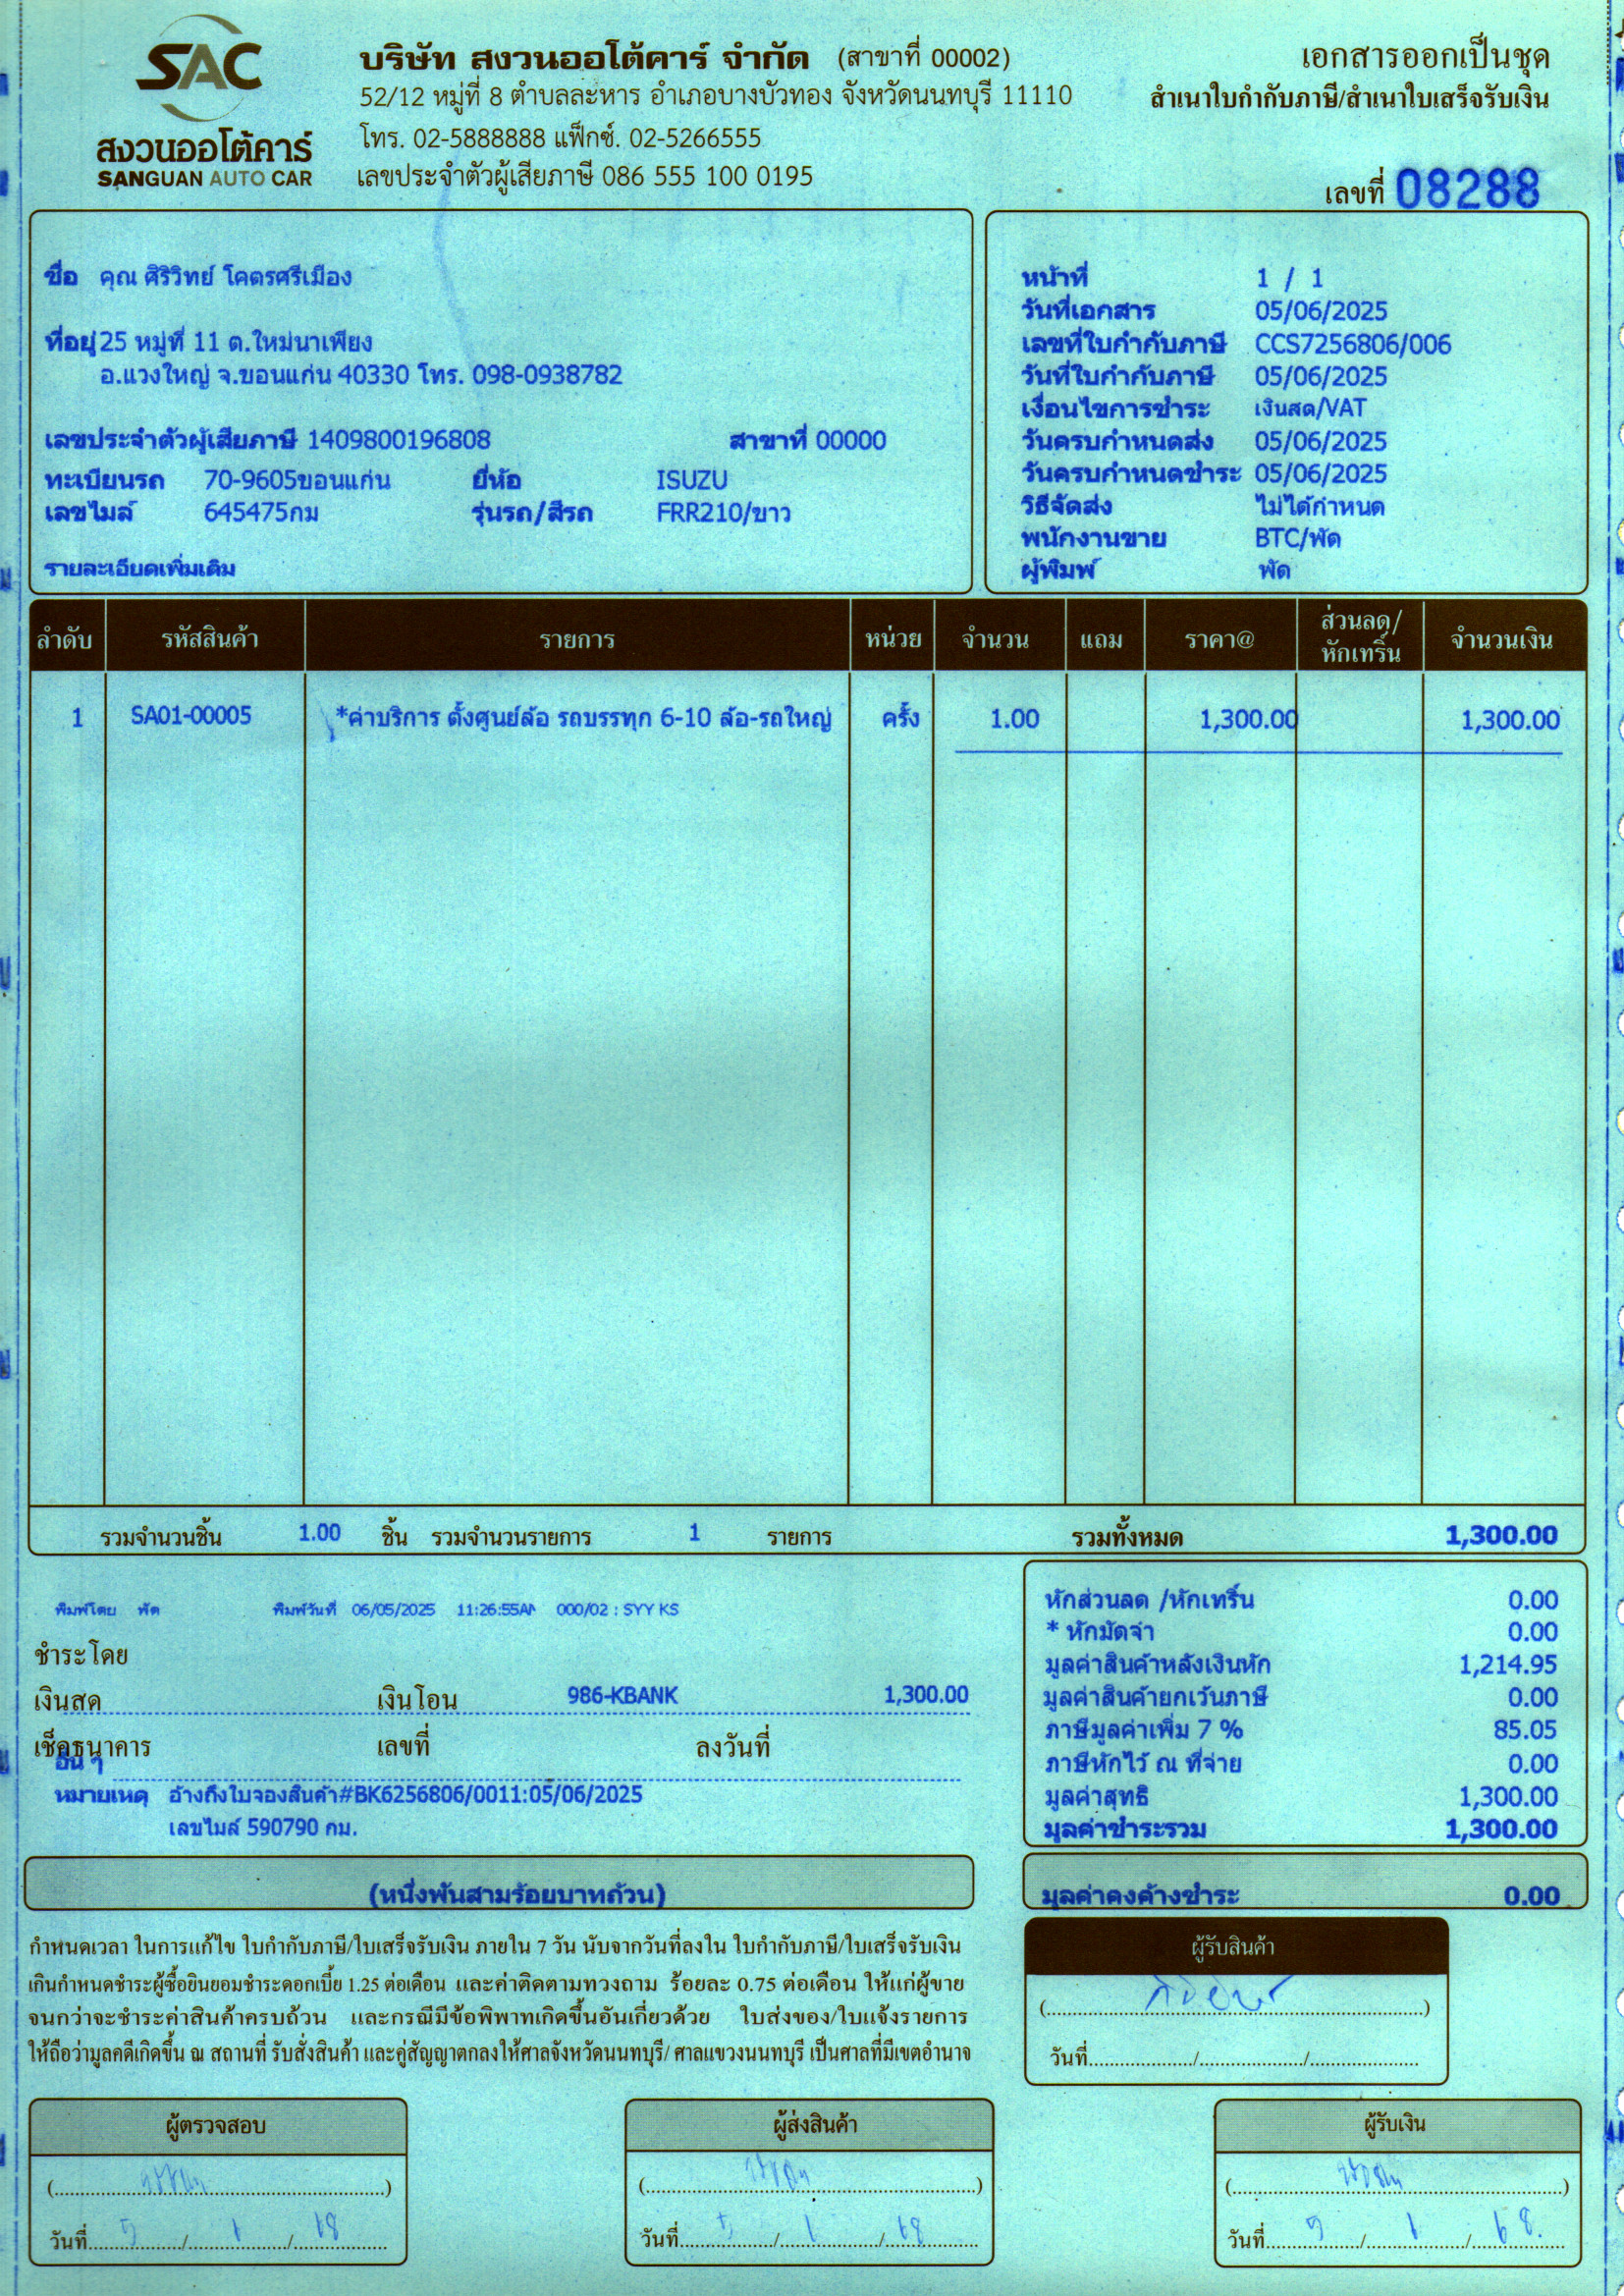 SAC
สงวนออโต้คาร์
SANGUAN AUTO CAR
บริษัท สงวนออโต้คาร์ จำกัด (สาขาที่ 00002)
52/12 หมู่ที่ 8 ตำบลละหาร อำเภอบางบัวทอง จังหวัดนนทบุรี 11110
โทร. 02-5888888 แฟ็กซ์. 02-5266555
เลขประจำตัวผู้เสียภาษี 086 555 100 0195
เอกสารออกเป็นชุด
สำเนาใบกำกับภาษี/สำเนาใบเสร็จรับเงิน
เลขที่ 08288
ชื่อ คุณ ศิริวิทย์ โคตรศรีเมือง
ที่อยู่ 25 หมู่ที่ 11 ต.ใหม่นาเพียง
อ.แวงใหญ่ จ.ขอนแก่น 40330 โทร. 098-0938782
เลขประจำตัวผู้เสียภาษี 1409800196808 สาขาที่ 00000
ทะเบียนรถ 70-9605ขอนแก่น ยี่ห้อ ISUZU
เลขไมล์ 645475กม รุ่นรถ/สีรถ FRR210/ขาว
รายละเอียดเพิ่มเติม
หน้าที่ 1 / 1
วันที่เอกสาร 05/06/2025
เลขที่ใบกำกับภาษี CCS7256806/006
วันที่ใบกำกับภาษี 05/06/2025
เงื่อนไขการชำระ เงินสด/VAT
วันครบกำหนดส่ง 05/06/2025
วันครบกำหนดชำระ 05/06/2025
วิธีจัดส่ง ไม่ได้กำหนด
พนักงานขาย BTC/พัด
ผู้พิมพ์ พัด
ลำดับ รหัสสินค้า รายการ หน่วย จำนวน แถม ราคา@ ส่วนลด/หักเทริ์น จำนวนเงิน
1 SA01-00005 *ค่าบริการ ตั้งศูนย์ล้อ รถบรรทุก 6-10 ล้อ-รถใหญ่ ครั้ง 1.00 1,300.00 1,300.00
รวมจำนวนชิ้น 1.00 ชิ้น รวมจำนวนรายการ 1 รายการ รวมทั้งหมด 1,300.00
พิมพ์โดย พัด พิมพ์วันที่ 06/05/2025 11:26:55AM 000/02 : SYY KS
ชำระโดย
เงินสด เงินโอน 986-KBANK 1,300.00
เช็คธนาคาร เลขที่ ลงวันที่
อื่น ๆ
หมายเหตุ อ้างถึงใบจองสินค้า#BK6256806/0011:05/06/2025
เลขไมล์ 590790 กม.
หักส่วนลด /หักเทริ์น 0.00
* หักมัดจำ 0.00
มูลค่าสินค้าหลังเงินหัก 1,214.95
มูลค่าสินค้ายกเว้นภาษี 0.00
ภาษีมูลค่าเพิ่ม 7 % 85.05
ภาษีหักไว้ ณ ที่จ่าย 0.00
มูลค่าสุทธิ 1,300.00
มูลค่าชำระรวม 1,300.00
(หนึ่งพันสามร้อยบาทถ้วน)
มูลค่าคงค้างชำระ 0.00
กำหนดเวลา ในการแก้ไข ใบกำกับภาษี/ใบเสร็จรับเงิน ภายใน 7 วัน นับจากวันที่ลงใน ใบกำกับภาษี/ใบเสร็จรับเงิน
เกินกำหนดชำระผู้ซื้อยินยอมชำระดอกเบี้ย 1.25 ต่อเดือน และค่าติดตามทวงถาม ร้อยละ 0.75 ต่อเดือน ให้แก่ผู้ขาย
จนกว่าจะชำระค่าสินค้าครบถ้วน และกรณีมีข้อพิพาทเกิดขึ้นอันเกี่ยวด้วย ใบส่งของ/ใบแจ้งรายการ
ให้ถือว่ามูลคดีเกิดขึ้น ณ สถานที่ รับสั่งสินค้า และคู่สัญญาตกลงให้ศาลจังหวัดนนทบุรี/ ศาลแขวงนนทบุรี เป็นศาลที่มีเขตอำนาจ
ผู้รับสินค้า
วันที่ / /
ผู้ตรวจสอบ ผู้ส่งสินค้า ผู้รับเงิน
วันที่ 5 / 6 / 68 วันที่ 5 / 6 / 68 วันที่ 5 / 6 / 68